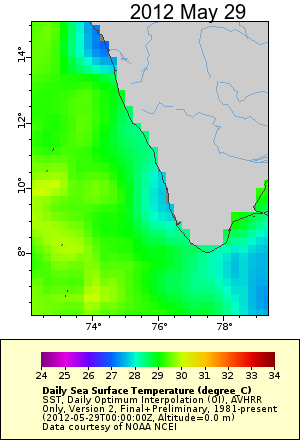 2012 May 29
14°
12°
10°
8°
74°
76°
78°
24 25 26 27 28 29 30 31 32 33 34
Daily Sea Surface Temperature (degree_C)
SST, Daily Optimum Interpolation (OI), AVHRR
Only, Version 2, Final+Preliminary, 1981-present
(2012-05-29T00:00:00Z, Altitude=0.0 m)
Data courtesy of NOAA NCEI